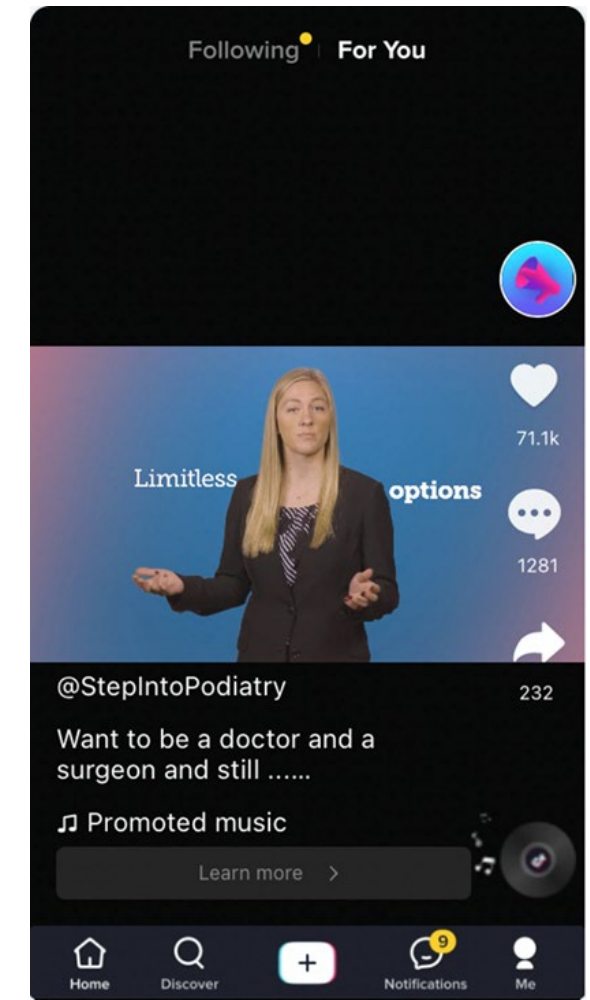 Following For You
71.1k
Limitless options
1281
@StepIntoPodiatry
232
Want to be a doctor and a
surgeon and still ......
Promoted music
Learn more
9
Home Discover Notifications Me